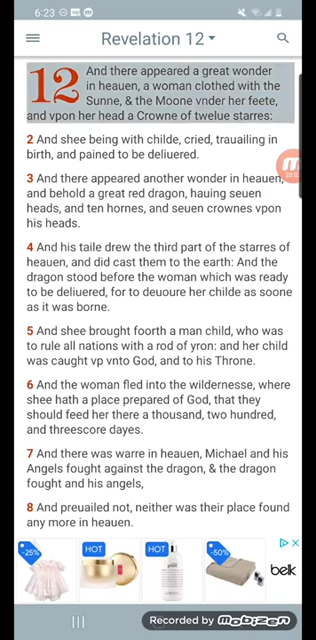 6:23
Revelation 12
12 And there appeared a great wonder
in heauen, a woman clothed with the
Sunne, & the Moone vnder her feete,
and vpon her head a Crowne of twelue starres:
2 And shee being with childe, cried, trauailing in
birth, and pained to be deliuered.
3 And there appeared another wonder in heauen,
and behold a great red dragon, hauing seuen
heads, and ten hornes, and seuen crownes vpon
his heads.
4 And his taile drew the third part of the starres of
heauen, and did cast them to the earth: And the
dragon stood before the woman which was ready
to be deliuered, for to deuoure her childe as soone
as it was borne.
5 And shee brought foorth a man child, who was
to rule all nations with a rod of yron: and her child
was caught vp vnto God, and to his Throne.
6 And the woman fled into the wildernesse, where
shee hath a place prepared of God, that they
should feed her there a thousand, two hundred,
and threescore dayes.
7 And there was warre in heauen, Michael and his
Angels fought against the dragon, & the dragon
fought and his angels,
8 And preuailed not, neither was their place found
any more in heauen.
-25%
HOT
HOT
-50%
belk
Recorded by mobizen